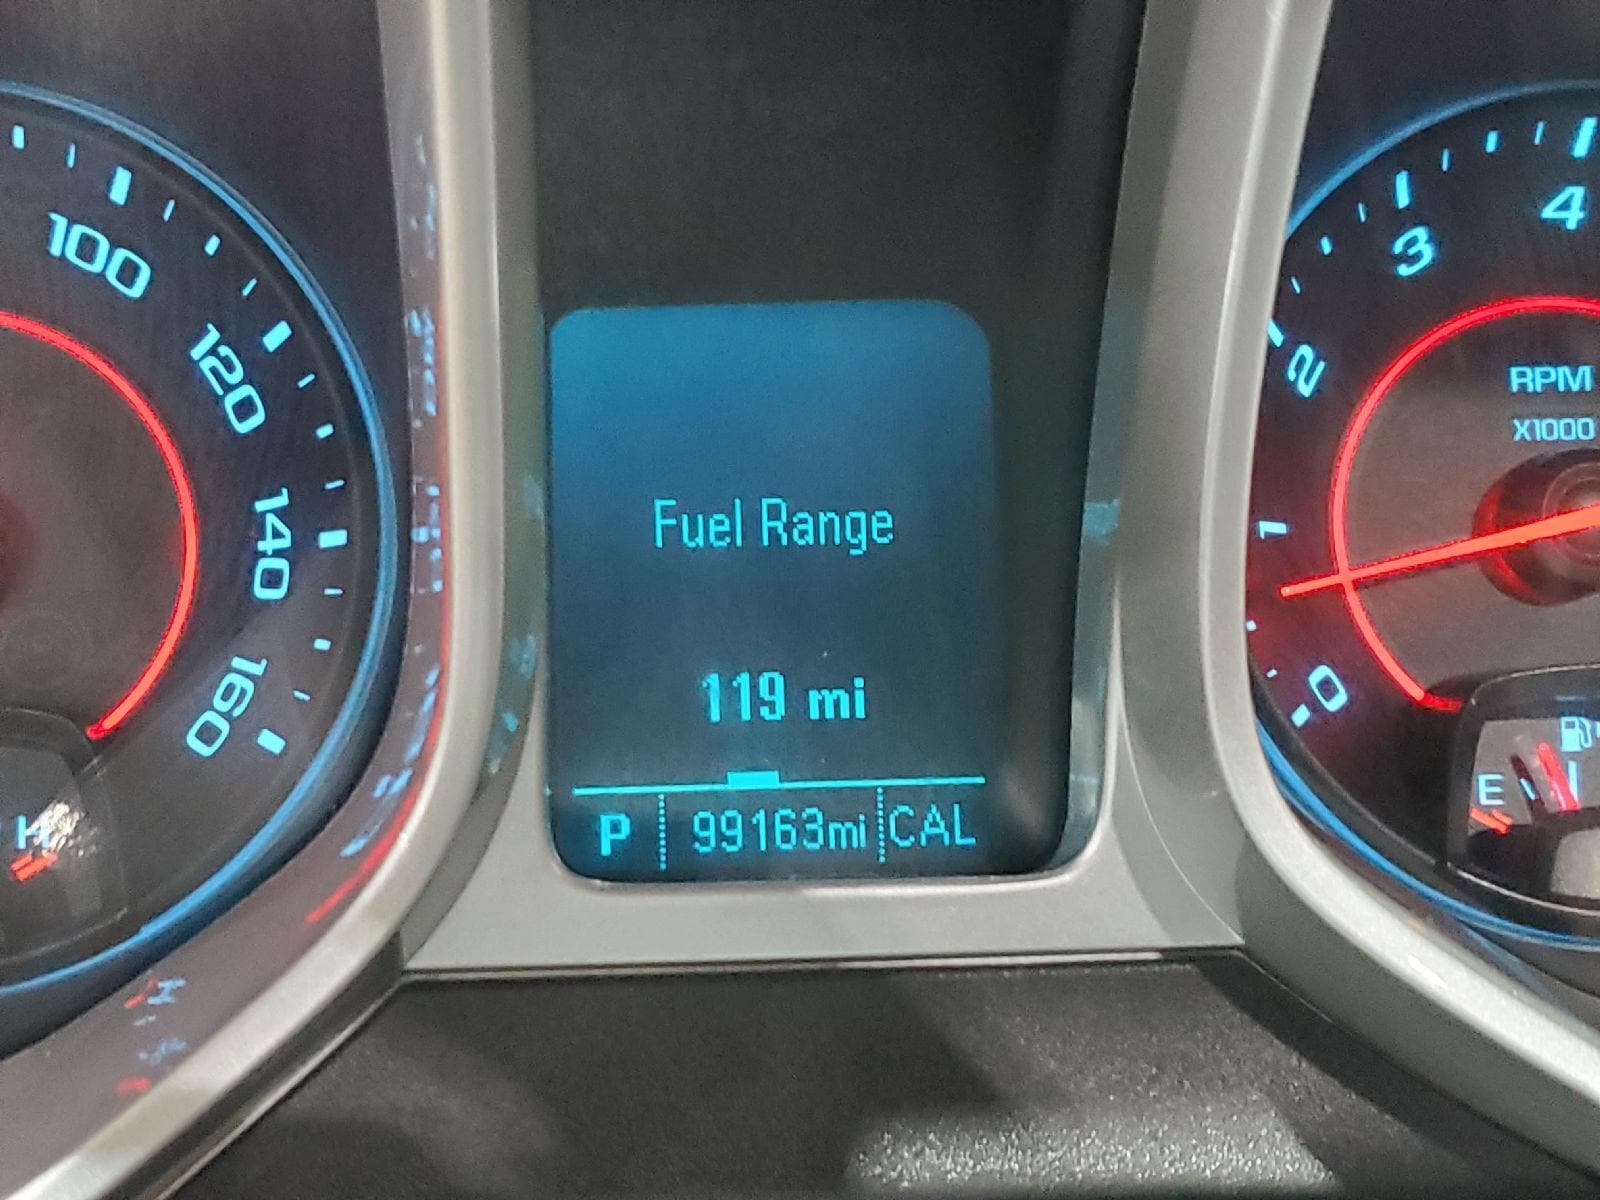 100
120
140
160
H
Fuel Range
119 mi
P 99163mi CAL
4
3
2
1
0
RPM
X1000
E